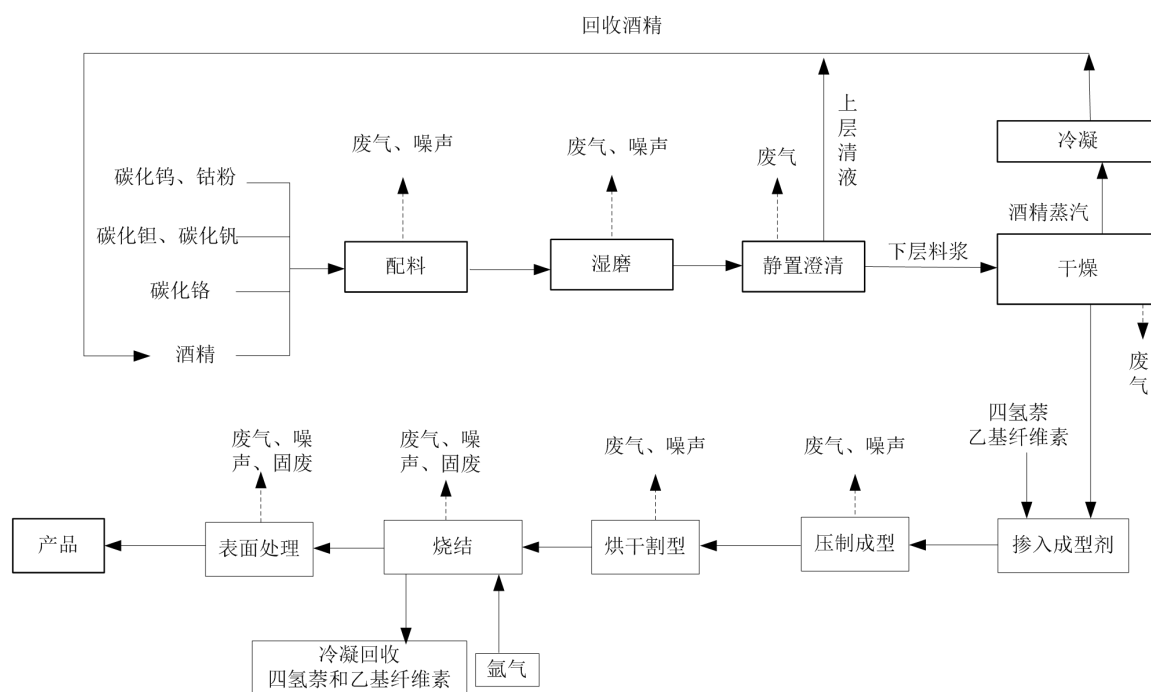 回收酒精
废气、噪声
废气、噪声
废气
上
层
清
液
冷凝
碳化钨、钴粉
酒精蒸汽
碳化钽、碳化钒
配料
湿磨
静置澄清
下层料浆
干燥
碳化铬
酒精
废
气
四氢萘
乙基纤维素
废气、噪
声、固废
废气、噪
声、固废
废气、噪声
废气、噪声
产品
表面处理
烧结
烘干割型
压制成型
掺入成型剂
冷凝回收
四氢萘和乙基纤维素
氩气